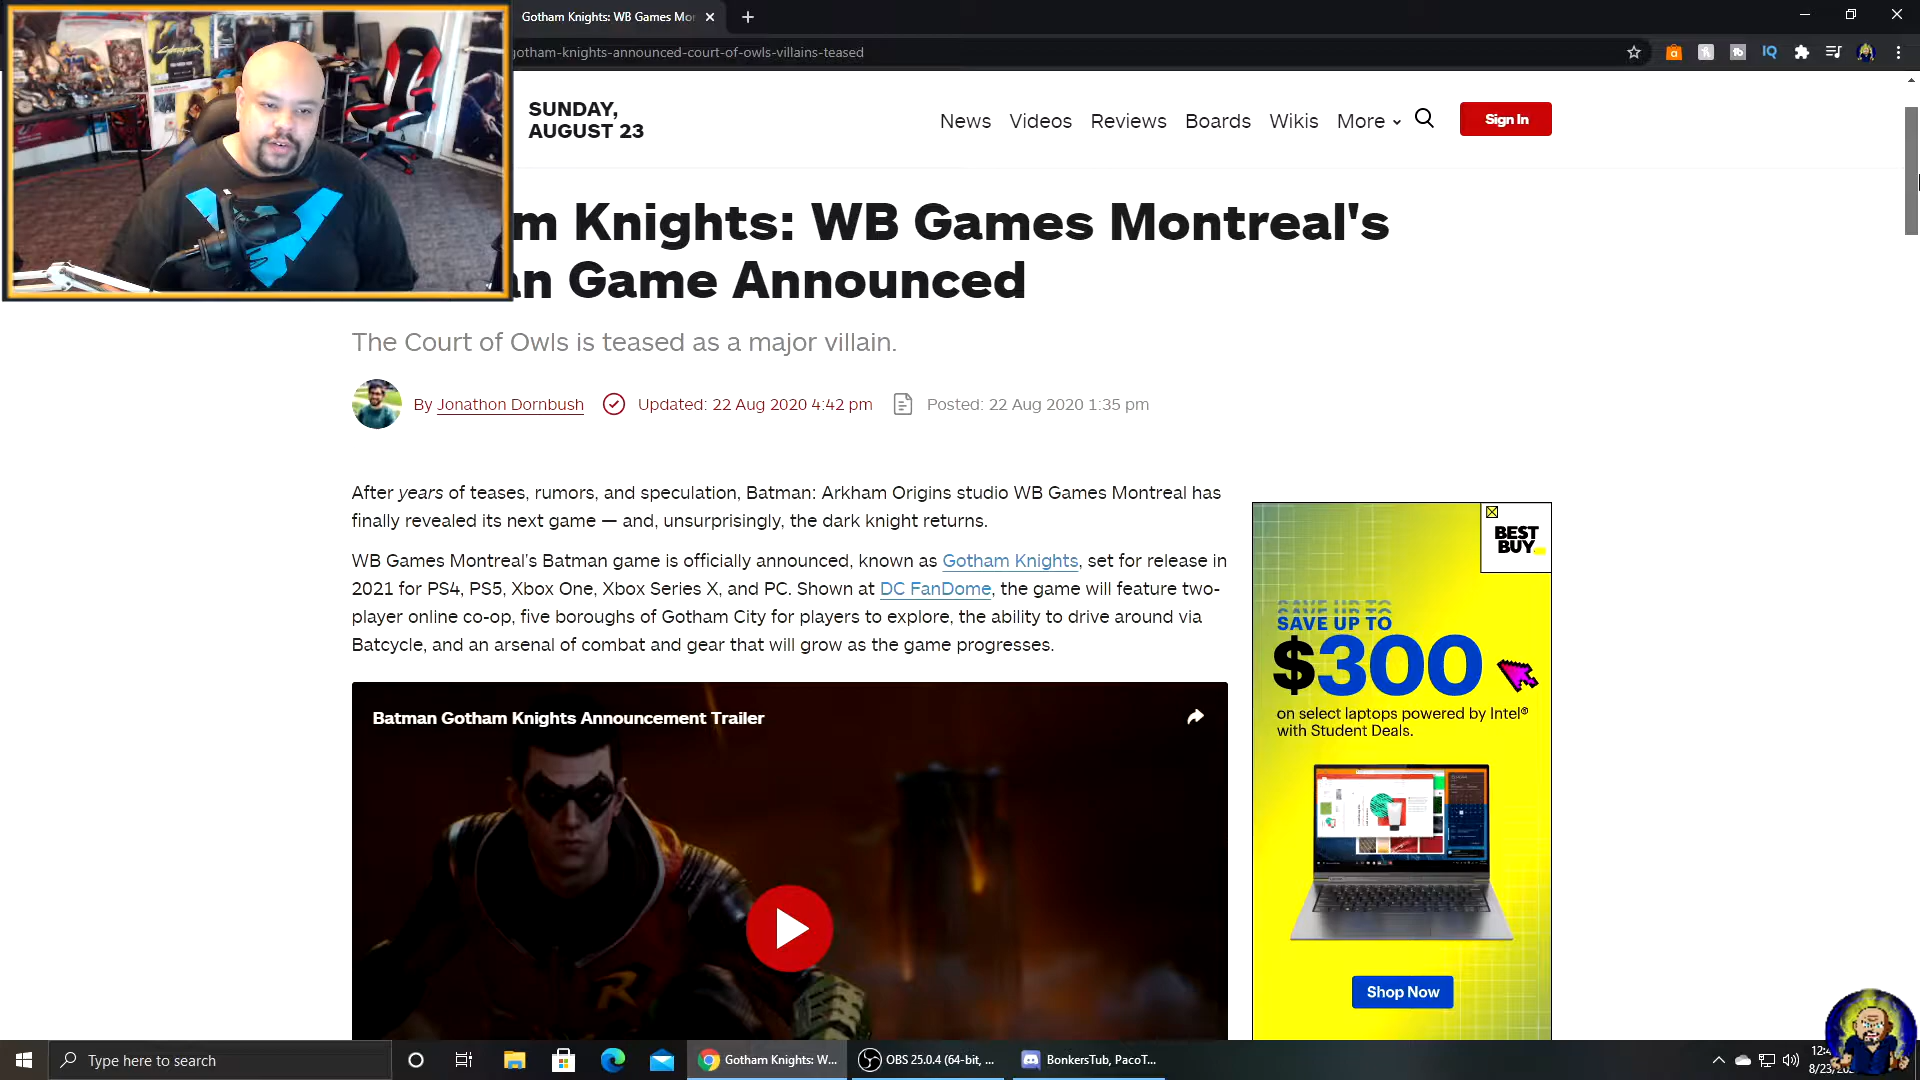 Gotham Knights: WB Games Mo
gotham-knights-announced-court-of-owls-villains-teased
SUNDAY,
AUGUST 23
News Videos Reviews Boards Wikis More
Sign In
m Knights: WB Games Montreal's
an Game Announced
The Court of Owls is teased as a major villain.
By Jonathon Dornbush Updated: 22 Aug 2020 4:42 pm Posted: 22 Aug 2020 1:35 pm
After years of teases, rumors, and speculation, Batman: Arkham Origins studio WB Games Montreal has
finally revealed its next game — and, unsurprisingly, the dark knight returns.
WB Games Montreal's Batman game is officially announced, known as Gotham Knights, set for release in
2021 for PS4, PS5, Xbox One, Xbox Series X, and PC. Shown at DC FanDome, the game will feature two-
player online co-op, five boroughs of Gotham City for players to explore, the ability to drive around via
Batcycle, and an arsenal of combat and gear that will grow as the game progresses.
Batman Gotham Knights Announcement Trailer
R
BEST
BUY
SAVE UP TO
SAVE UP TO
$300
on select laptops powered by Intel®
with Student Deals.
Shop Now
Type here to search
Gotham Knights: W...
OBS 25.0.4 (64-bit, ...
BonkersTub, PacoT...
12:4
8/23/20